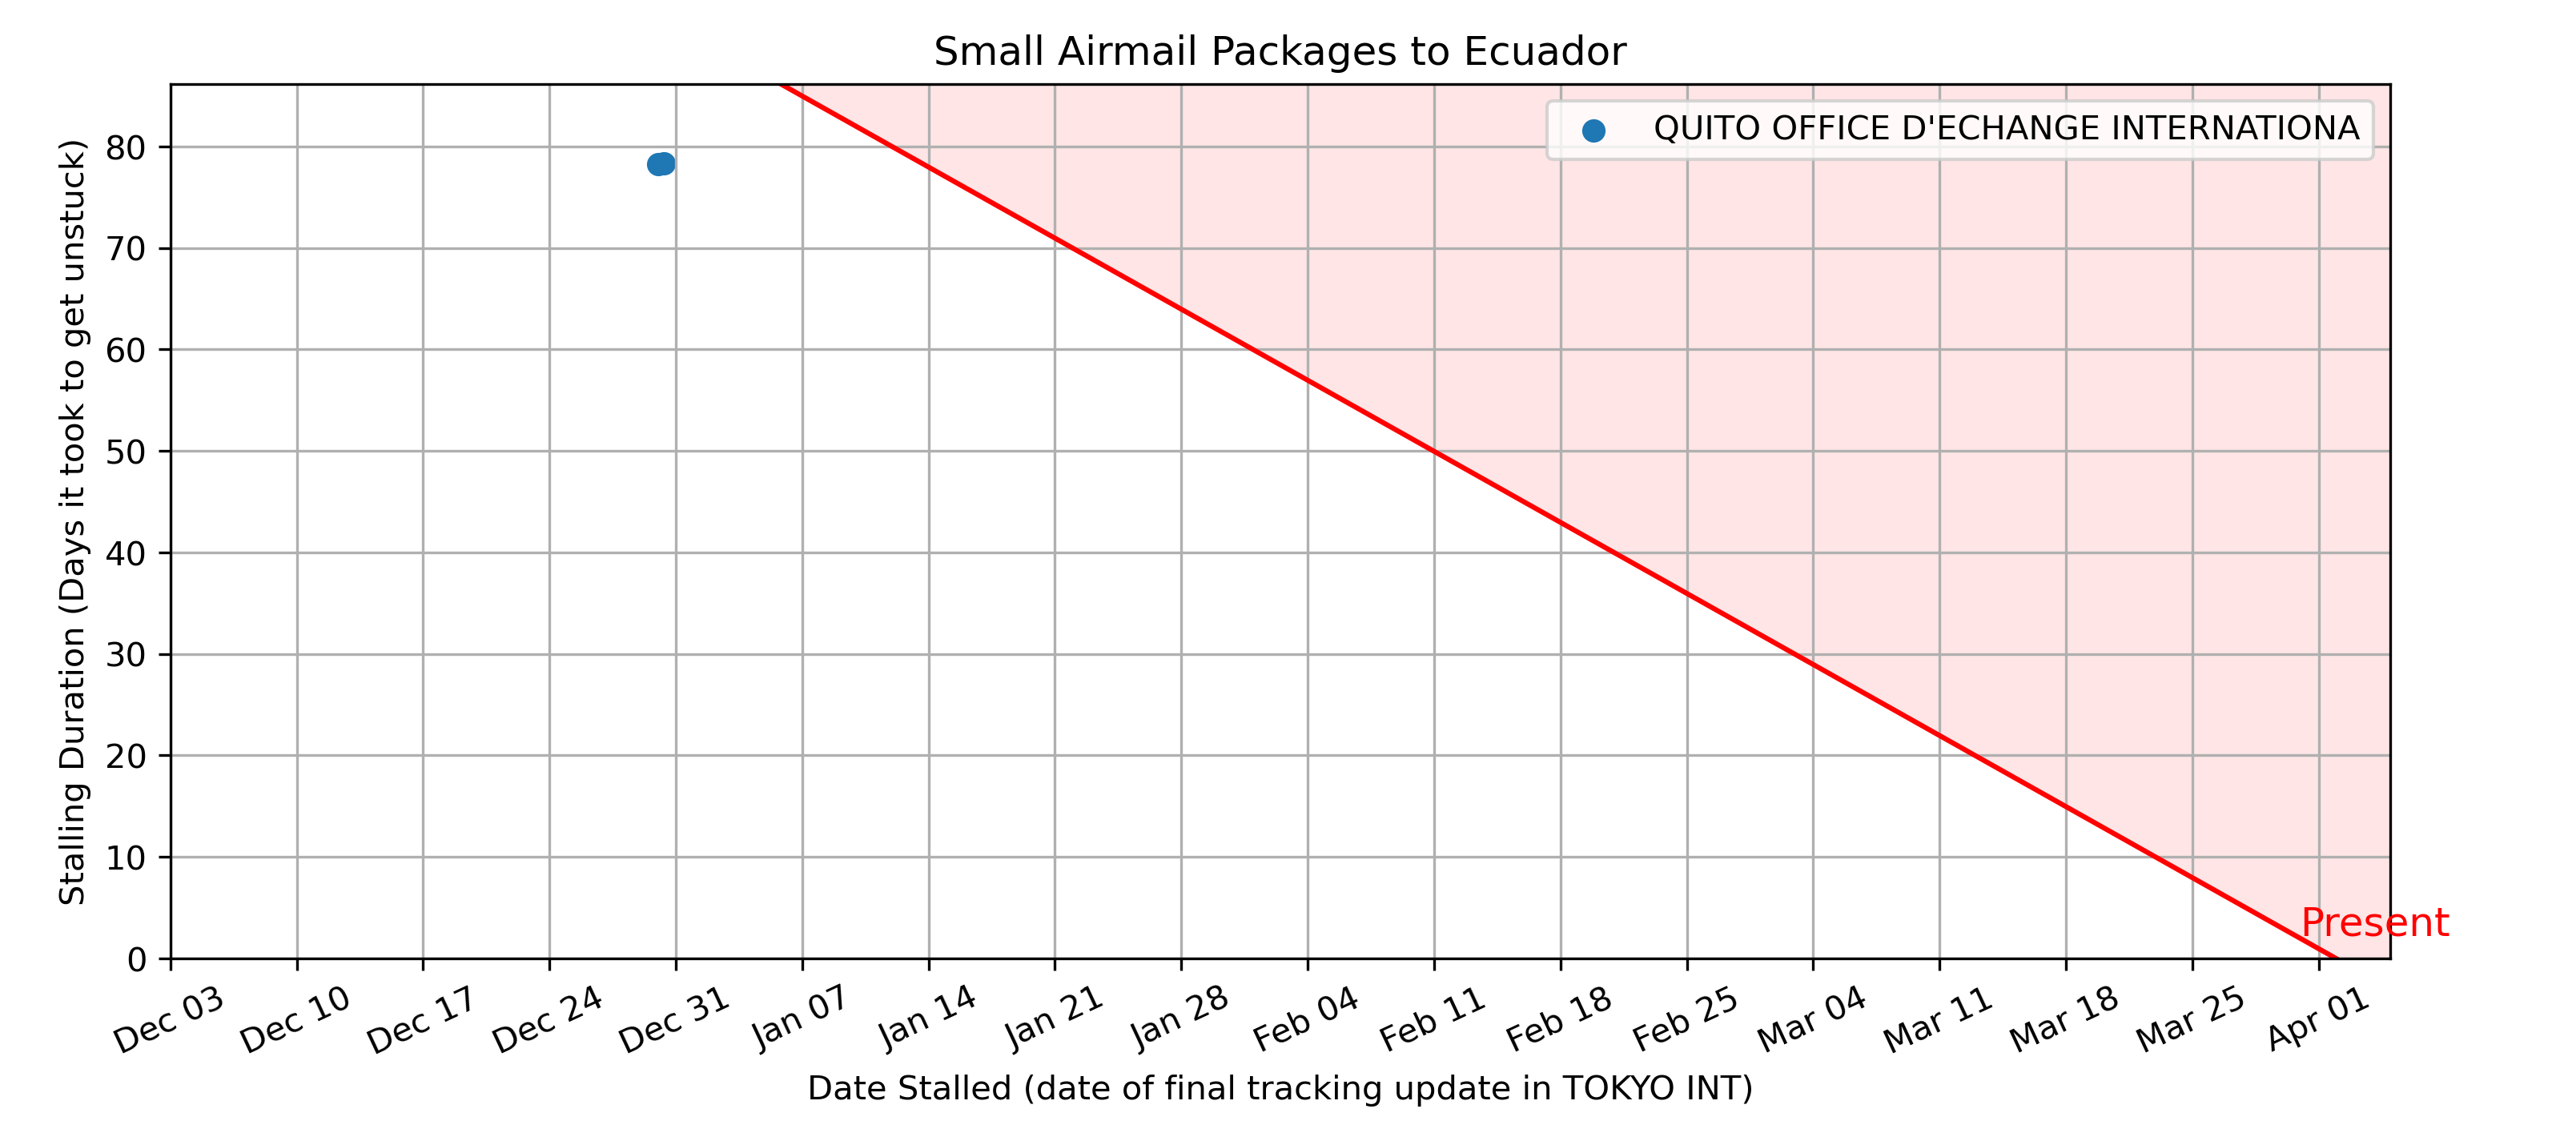 Small Airmail Packages to Ecuador
QUITO OFFICE D'ECHANGE INTERNATIONA
Stalling Duration (Days it took to get unstuck)
80
70
60
50
40
30
20
10
0
Present
Dec 03 Dec 10 Dec 17 Dec 24 Dec 31 Jan 07 Jan 14 Jan 21 Jan 28 Feb 04 Feb 11 Feb 18 Feb 25 Mar 04 Mar 11 Mar 18 Mar 25 Apr 01
Date Stalled (date of final tracking update in TOKYO INT)